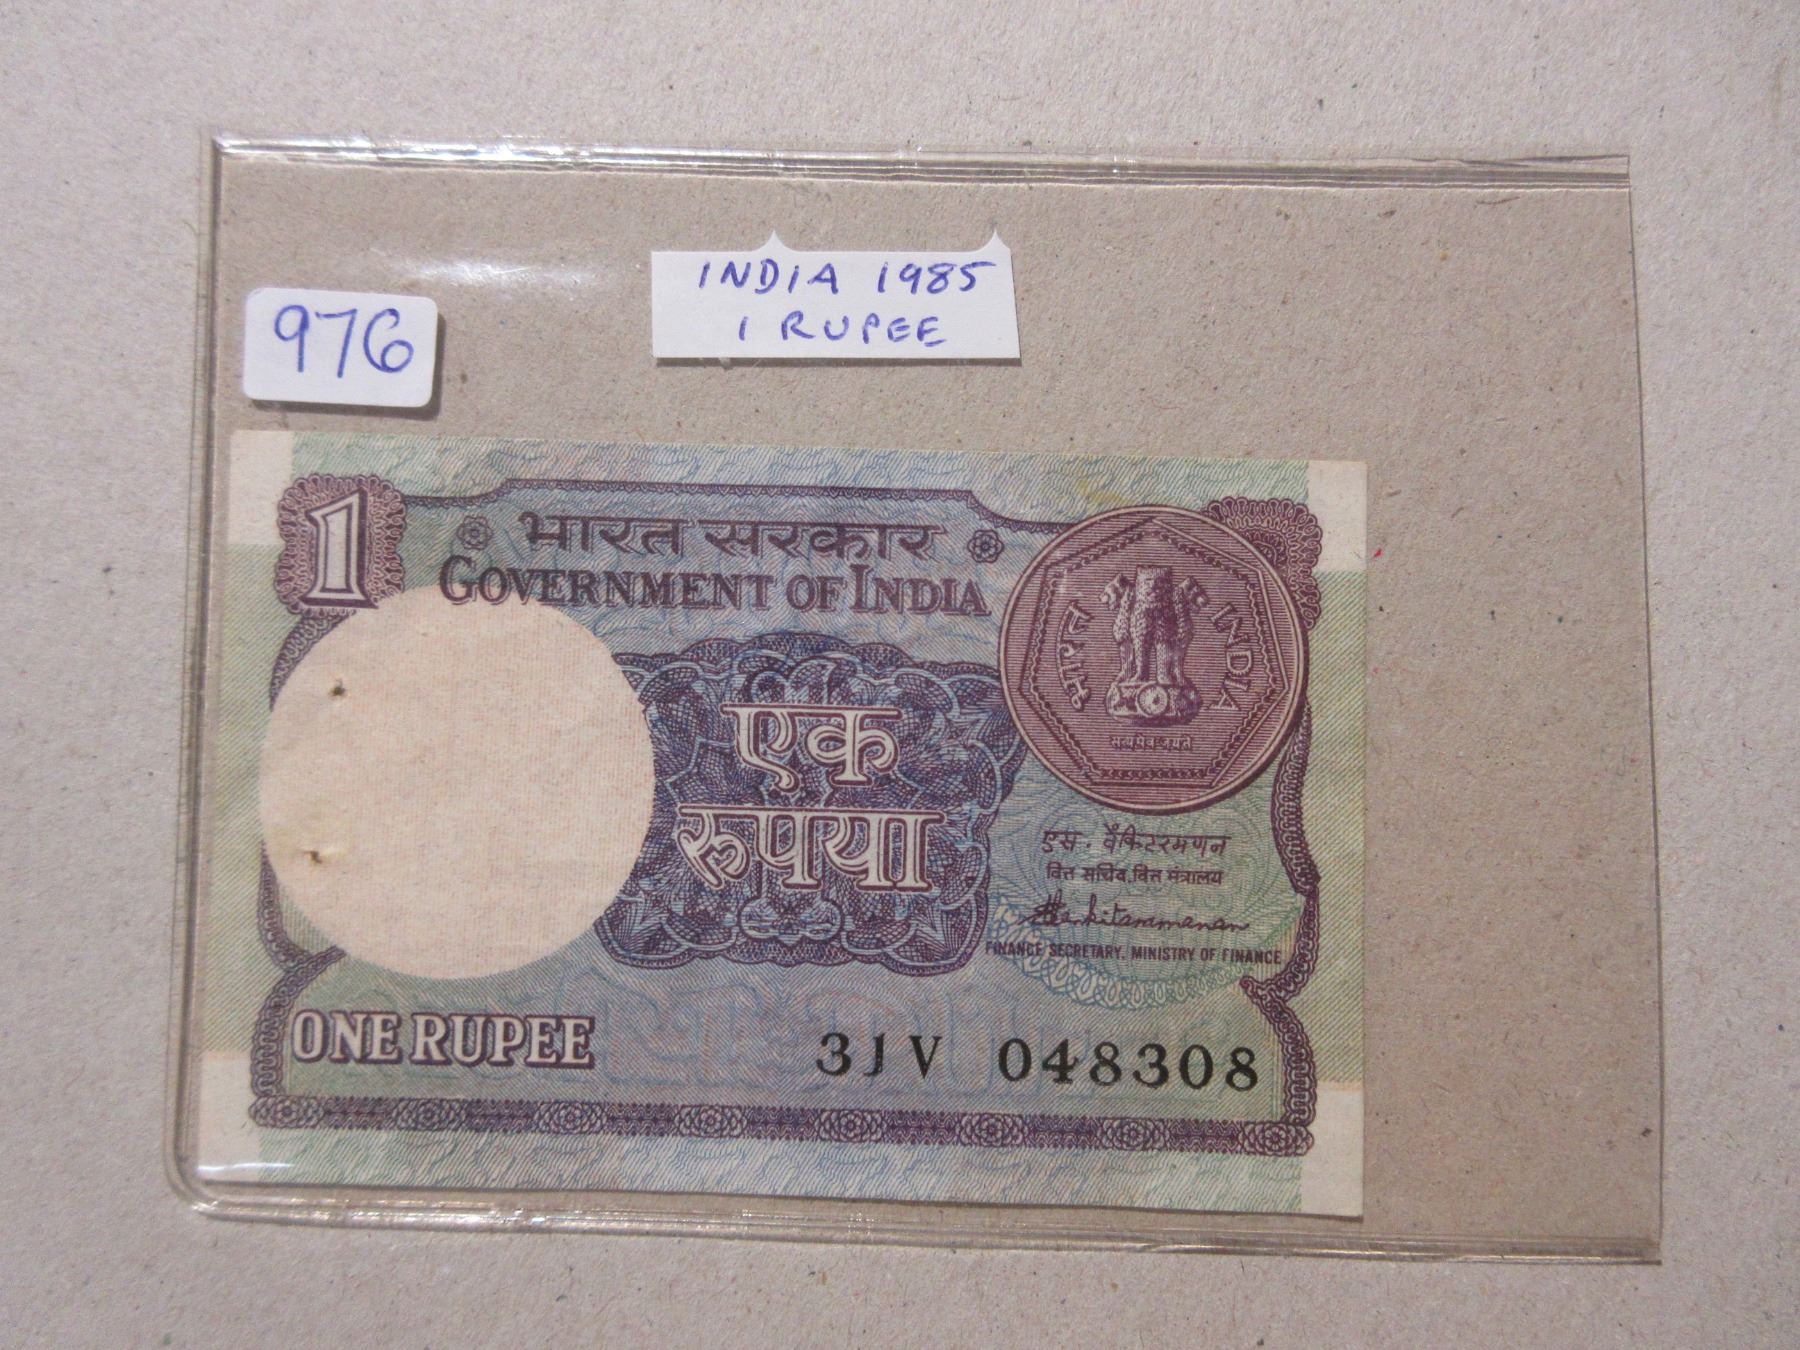 INDIA 1985
1 RUPEE
976
1
भारत सरकार
GOVERNMENT OF INDIA
भारत
INDIA
सत्यमेव जयते
एक
रुपया
एस. वेंकिटरमणन
वित्त सचिव, वित्त मंत्रालय
Venkitaramanan
FINANCE SECRETARY, MINISTRY OF FINANCE
ONE RUPEE
3JV 048308